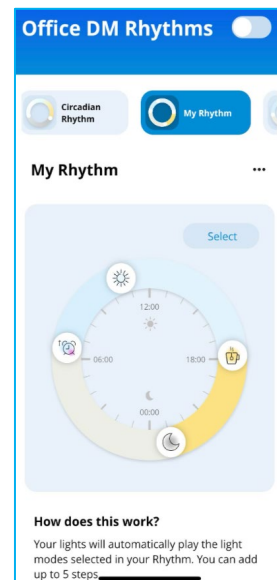 Office DM Rhythms
Circadian
Rhythm
My Rhythm
My Rhythm
Select
12:00
06:00
18:00
00:00
How does this work?
Your lights will automatically play the light
modes selected in your Rhythm. You can add
up to 5 steps